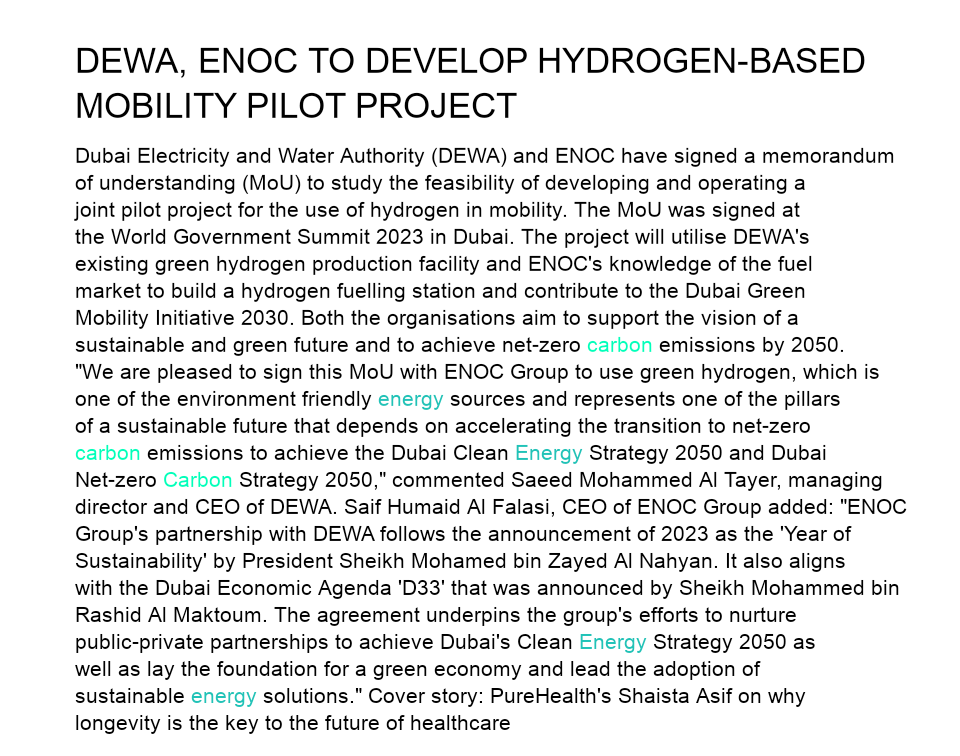 DEWA, ENOC TO DEVELOP HYDROGEN-BASED
MOBILITY PILOT PROJECT
Dubai Electricity and Water Authority (DEWA) and ENOC have signed a memorandum
of understanding (MoU) to study the feasibility of developing and operating a
joint pilot project for the use of hydrogen in mobility. The MoU was signed at
the World Government Summit 2023 in Dubai. The project will utilise DEWA's
existing green hydrogen production facility and ENOC's knowledge of the fuel
market to build a hydrogen fuelling station and contribute to the Dubai Green
Mobility Initiative 2030. Both the organisations aim to support the vision of a
sustainable and green future and to achieve net-zero carbon emissions by 2050.
"We are pleased to sign this MoU with ENOC Group to use green hydrogen, which is
one of the environment friendly energy sources and represents one of the pillars
of a sustainable future that depends on accelerating the transition to net-zero
carbon emissions to achieve the Dubai Clean Energy Strategy 2050 and Dubai
Net-zero Carbon Strategy 2050," commented Saeed Mohammed Al Tayer, managing
director and CEO of DEWA. Saif Humaid Al Falasi, CEO of ENOC Group added: "ENOC
Group's partnership with DEWA follows the announcement of 2023 as the 'Year of
Sustainability' by President Sheikh Mohamed bin Zayed Al Nahyan. It also aligns
with the Dubai Economic Agenda 'D33' that was announced by Sheikh Mohammed bin
Rashid Al Maktoum. The agreement underpins the group's efforts to nurture
public-private partnerships to achieve Dubai's Clean Energy Strategy 2050 as
well as lay the foundation for a green economy and lead the adoption of
sustainable energy solutions." Cover story: PureHealth's Shaista Asif on why
longevity is the key to the future of healthcare